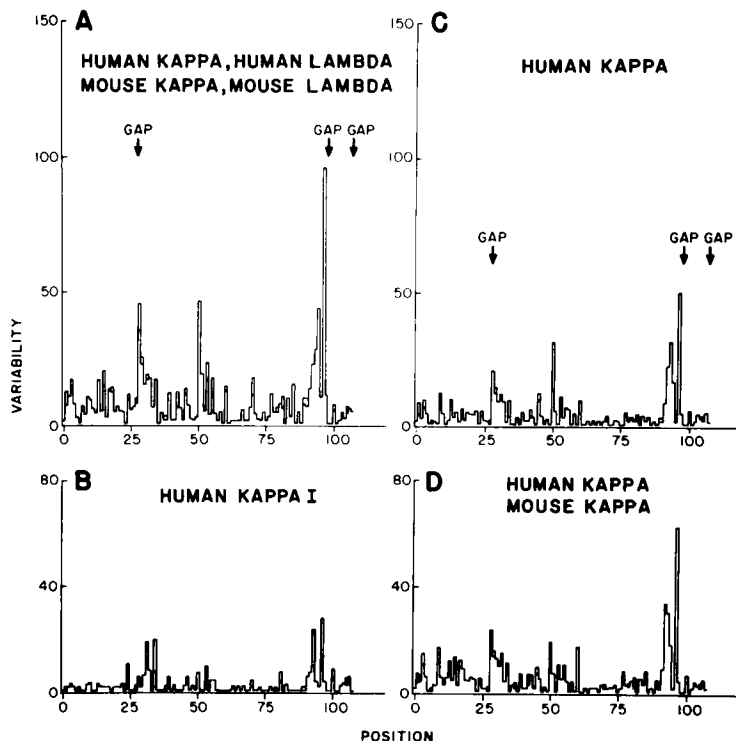 A
HUMAN KAPPA, HUMAN LAMBDA
MOUSE KAPPA, MOUSE LAMBDA
GAP
GAP GAP
150
100
50
0
0 25 50 75 100
VARIABILITY
C
HUMAN KAPPA
GAP
GAP GAP
150
100
50
0
0 25 50 75 100
B
HUMAN KAPPA I
80
40
0
0 25 50 75 100
D
HUMAN KAPPA
MOUSE KAPPA
80
40
0
0 25 50 75 100
POSITION